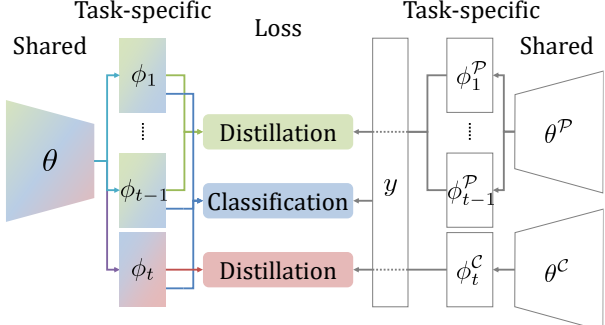 Task-specific
Task-specific
Shared
Loss
Shared
ϕ₁
Distillation
ϕ₁^𝒫
θ
θ^𝒫
ϕₜ₋₁
Classification
y
ϕₜ₋₁^𝒫
ϕₜ
Distillation
ϕₜ^𝒞
θ^𝒞